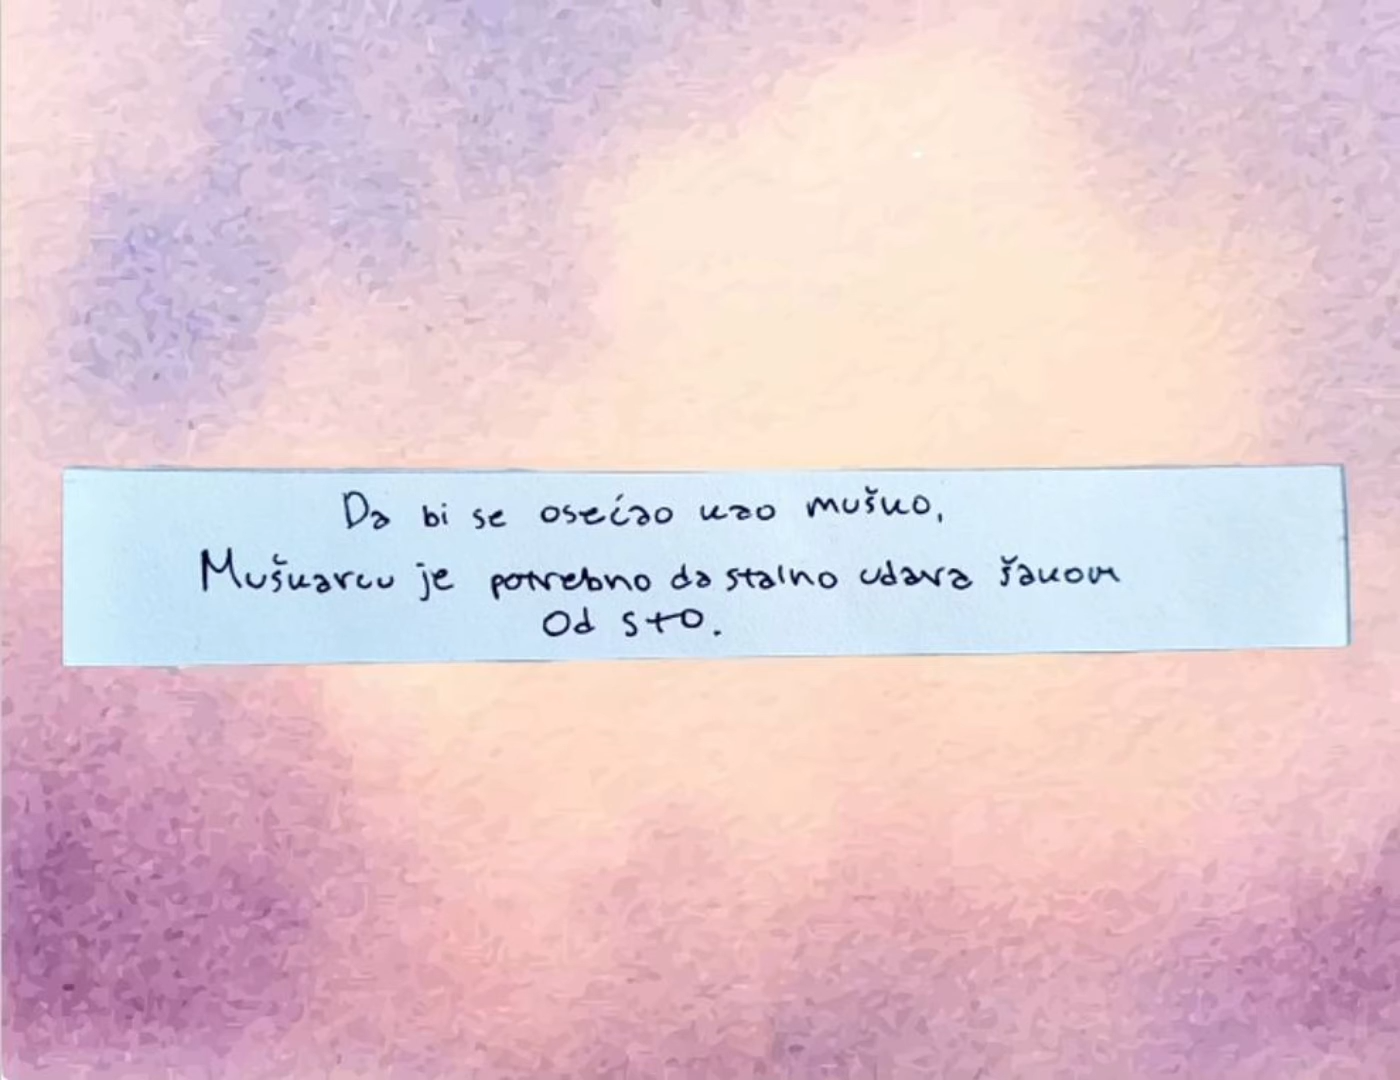 Da bi se osećao kao muško,
Muškarcu je potrebno da stalno udara šakom
Od sto.